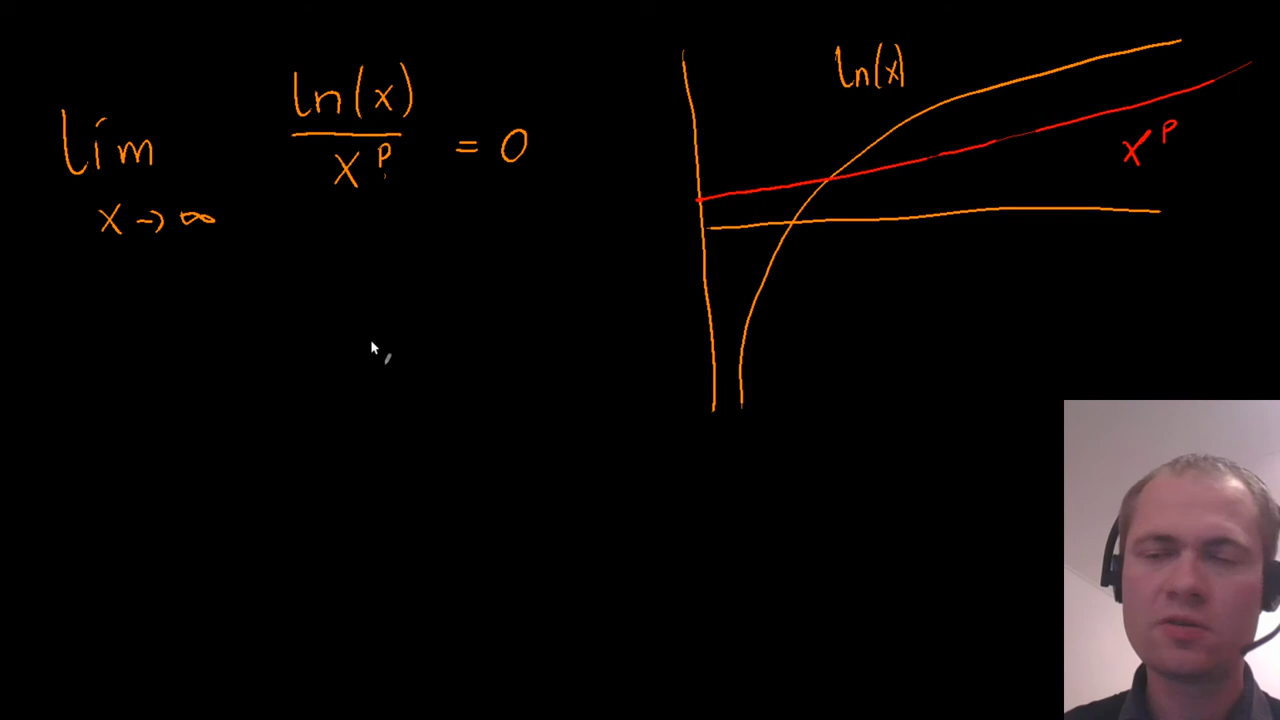 lim ln(x) / x^p = 0
x → ∞
ln(x)
x^p